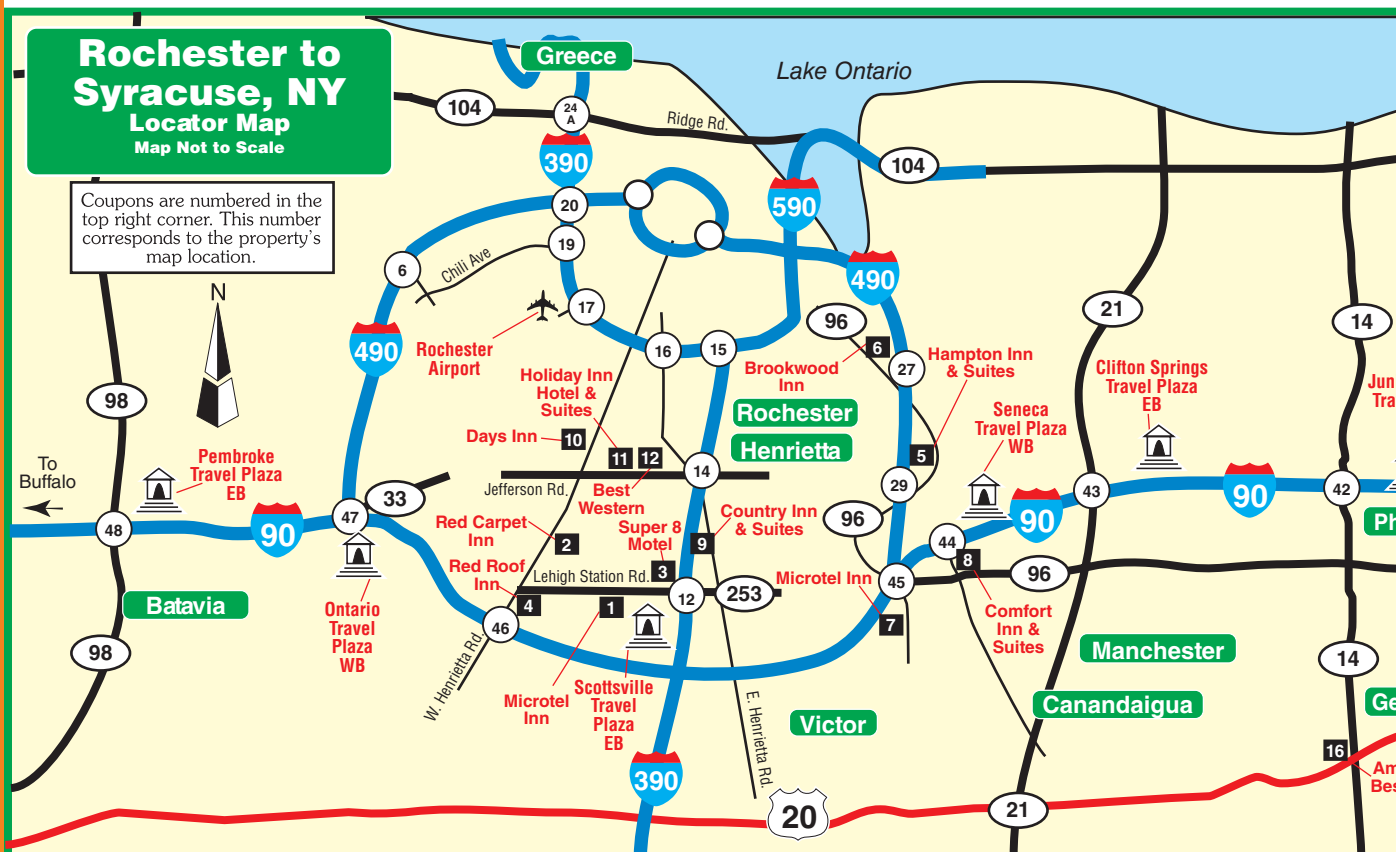 Rochester to
Syracuse, NY
Locator Map
Map Not to Scale
Coupons are numbered in the
top right corner. This number
corresponds to the property's
map location.
N
Greece
Lake Ontario
104
24
A
Ridge Rd.
390
104
590
20
19
6
Chili Ave
17
490
490
Rochester
Airport
16
15
96
6
Brookwood
Inn
27
Hampton Inn
& Suites
21
14
Clifton Springs
Travel Plaza
EB
Jun
Tra
98
Holiday Inn
Hotel &
Suites
Rochester
Henrietta
Seneca
Travel Plaza
WB
Days Inn
10
11
12
5
To
Buffalo
Pembroke
Travel Plaza
EB
14
Jefferson Rd.
29
43
90
42
33
47
48
90
Best
Western
96
90
Red Carpet
Inn
2
Super 8
Motel
9
Country Inn
& Suites
44
8
Ph
Red Roof
Inn
Lehigh Station Rd.
3
Microtel Inn
45
96
4
1
12
253
Batavia
Ontario
Travel
Plaza
WB
46
7
Comfort
Inn &
Suites
98
Manchester
14
W. Henrietta Rd.
Microtel
Inn
Scottsville
Travel
Plaza
EB
E. Henrietta Rd.
Victor
Canandaigua
Ge
390
16
Am
Bes
20
21